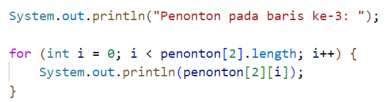 System.out.println("Penonton pada baris ke-3: ");
for (int i = 0; i < penonton[2].length; i++) {
System.out.println(penonton[2][i]);
}